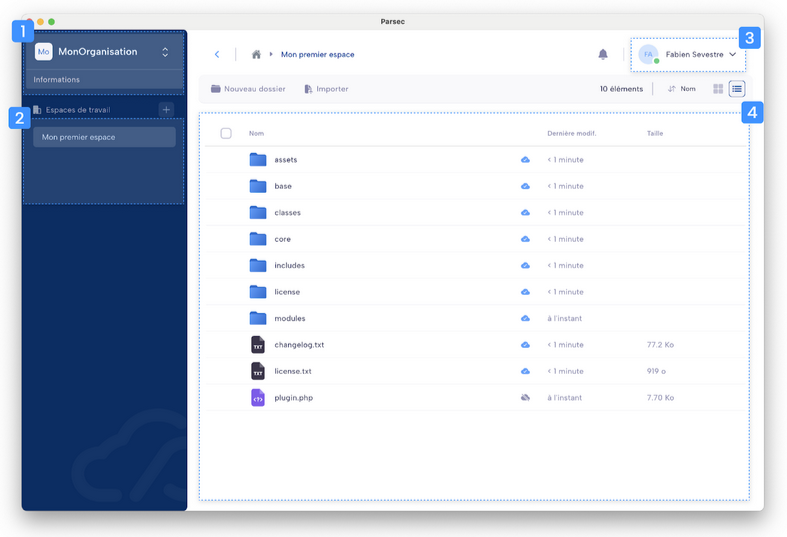 Parsec
1
Mo MonOrganisation
Informations
2
Espaces de travail +
Mon premier espace
Mon premier espace
FA Fabien Sevestre
3
Nouveau dossier Importer 10 éléments Nom
4
Nom Dernière modif. Taille
assets < 1 minute
base < 1 minute
classes < 1 minute
core < 1 minute
includes < 1 minute
license < 1 minute
modules à l'instant
TXT changelog.txt < 1 minute 77.2 Ko
TXT license.txt < 1 minute 919 o
<?> plugin.php à l'instant 7.70 Ko